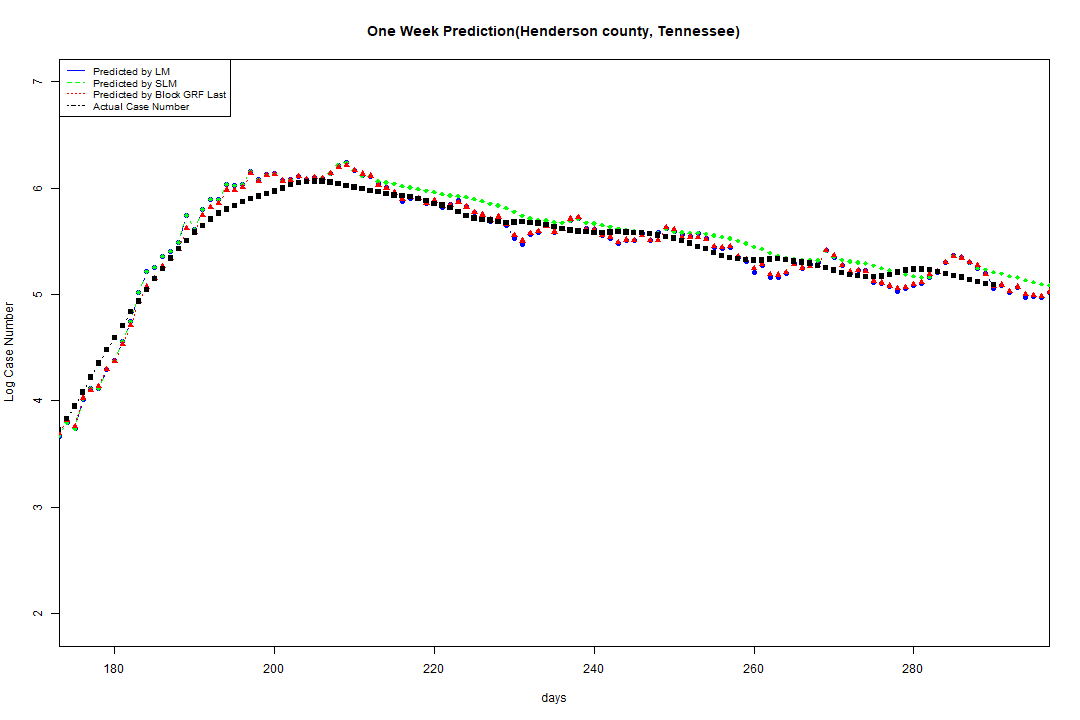 One Week Prediction(Henderson county, Tennessee)
Predicted by LM
Predicted by SLM
Predicted by Block GRF Last
Actual Case Number
7
6
5
4
3
2
Log Case Number
180 200 220 240 260 280
days